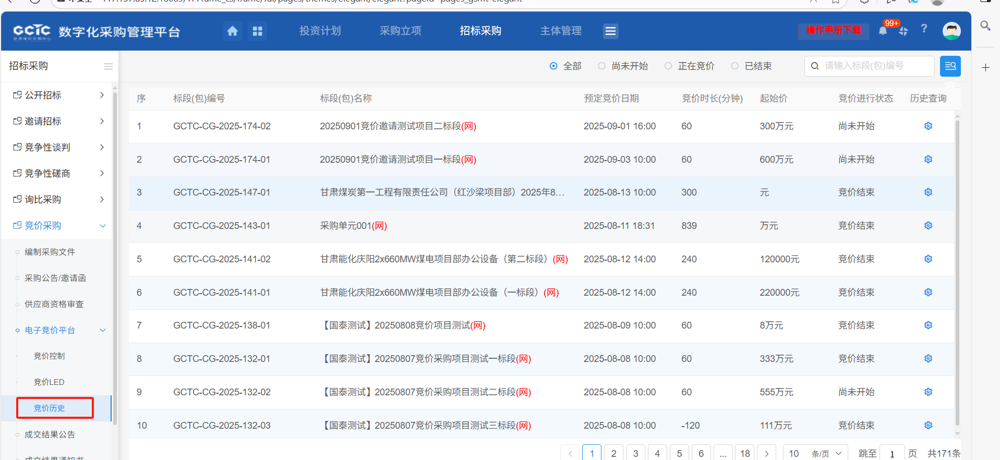 GCTC 数字化采购管理平台
投资计划
采购立项
招标采购
主体管理
操作手册下载
99+
招标采购
全部
尚未开始
正在竞价
已结束
请输入标段(包)编号
公开招标
邀请招标
竞争性谈判
竞争性磋商
询比采购
竞价采购
编制采购文件
采购公告/邀请函
供应商资格审查
电子竞价平台
竞价控制
竞价LED
竞价历史
成交结果公告
成交结果通知书
序 标段(包)编号 标段(包)名称 预定竞价日期 竞价时长(分钟) 起始价 竞价进行状态 历史查询
1 GCTC-CG-2025-174-02 20250901竞价邀请测试项目二标段(网) 2025-09-01 16:00 60 300万元 尚未开始
2 GCTC-CG-2025-174-01 20250901竞价邀请测试项目一标段(网) 2025-09-03 10:00 60 600万元 尚未开始
3 GCTC-CG-2025-147-01 甘肃煤炭第一工程有限责任公司（红沙梁项目部）2025年8... 2025-08-13 10:00 300 元 竞价结束
4 GCTC-CG-2025-143-01 采购单元001(网) 2025-08-11 18:31 839 万元 竞价结束
5 GCTC-CG-2025-141-02 甘肃能化庆阳2x660MW煤电项目部办公设备（第二标段）(网) 2025-08-12 14:00 240 120000元 竞价结束
6 GCTC-CG-2025-141-01 甘肃能化庆阳2x660MW煤电项目部办公设备（一标段）(网) 2025-08-12 14:00 240 220000元 竞价结束
7 GCTC-CG-2025-138-01 【国泰测试】20250808竞价项目测试(网) 2025-08-09 10:00 60 8万元 竞价结束
8 GCTC-CG-2025-132-01 【国泰测试】20250807竞价采购项目测试一标段(网) 2025-08-08 10:00 60 333万元 竞价结束
9 GCTC-CG-2025-132-02 【国泰测试】20250807竞价采购项目测试二标段(网) 2025-08-08 10:00 60 555万元 尚未开始
10 GCTC-CG-2025-132-03 【国泰测试】20250807竞价采购项目测试三标段(网) 2025-08-08 10:00 -120 111万元 竞价结束
1 2 3 4 5 6 ... 18 10 条/页 跳至 1 页 共171条